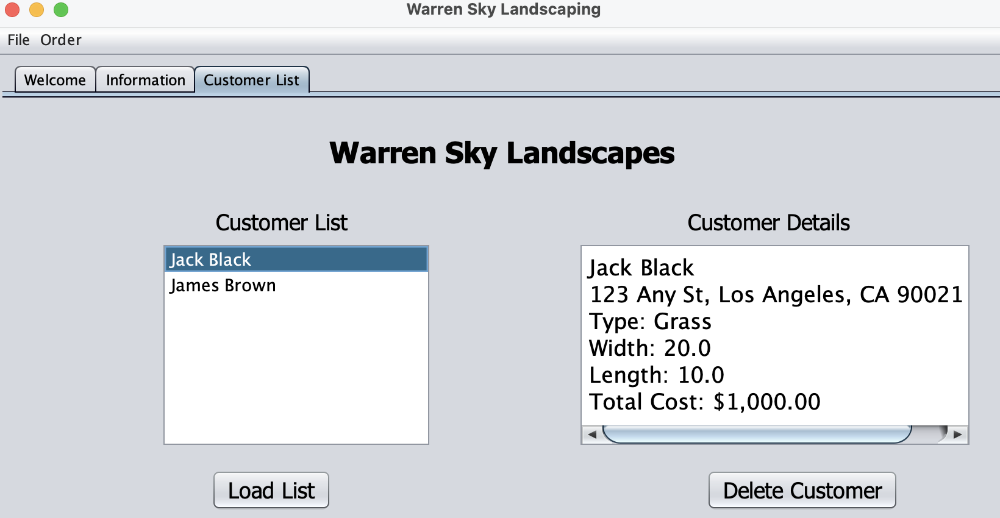 Warren Sky Landscaping
File Order
Welcome Information Customer List
Warren Sky Landscapes
Customer List
Jack Black
James Brown
Load List
Customer Details
Jack Black
123 Any St, Los Angeles, CA 90021
Type: Grass
Width: 20.0
Length: 10.0
Total Cost: $1,000.00
Delete Customer